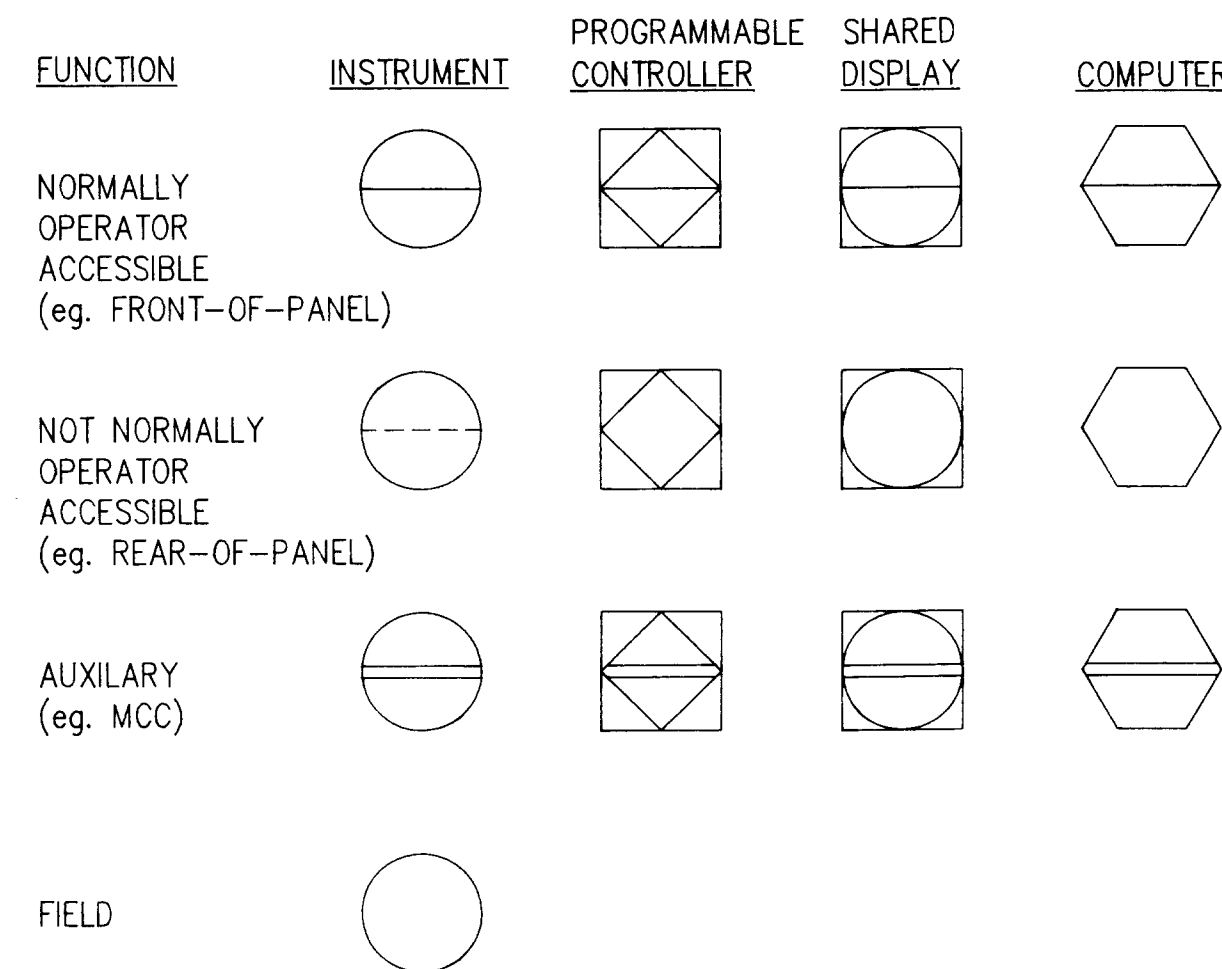 FUNCTION
INSTRUMENT
PROGRAMMABLE
CONTROLLER
SHARED
DISPLAY
COMPUTER
NORMALLY
OPERATOR
ACCESSIBLE
(eg. FRONT-OF-PANEL)
NOT NORMALLY
OPERATOR
ACCESSIBLE
(eg. REAR-OF-PANEL)
AUXILARY
(eg. MCC)
FIELD